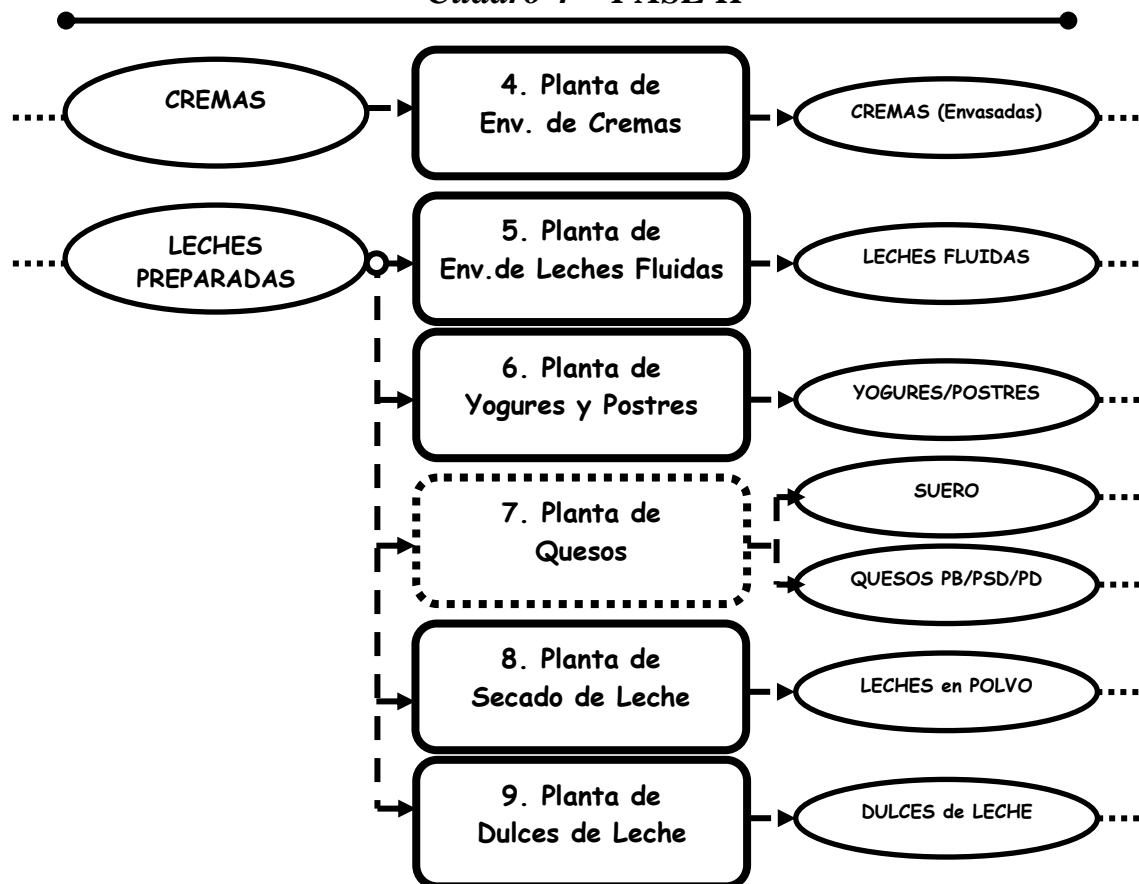 CREMAS
4. Planta de
Env. de Cremas
CREMAS (Envasadas)
LECHES
PREPARADAS
5. Planta de
Env.de Leches Fluidas
LECHES FLUIDAS
6. Planta de
Yogures y Postres
YOGURES/POSTRES
7. Planta de
Quesos
SUERO
QUESOS PB/PSD/PD
8. Planta de
Secado de Leche
LECHES en POLVO
9. Planta de
Dulces de Leche
DULCES de LECHE